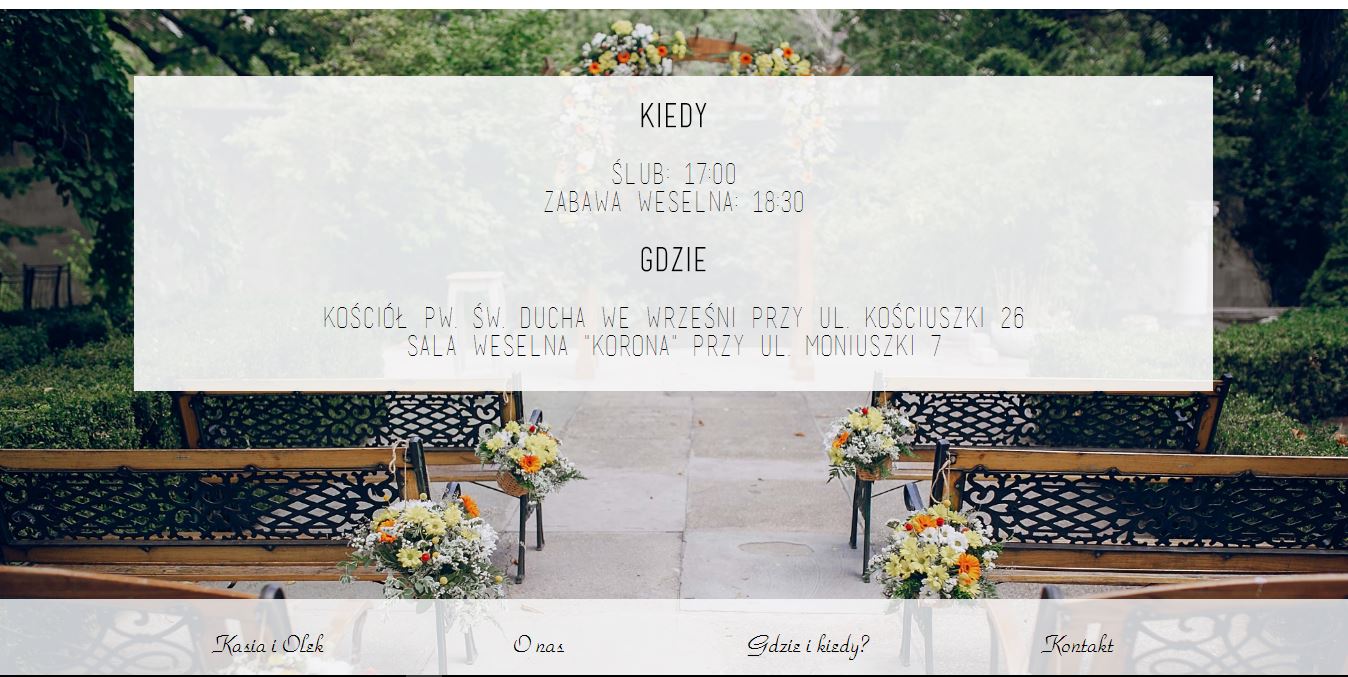 KIEDY
ŚLUB: 17:00
ZABAWA WESELNA: 18:30
GDZIE
KOŚCIÓŁ PW. ŚW. DUCHA WE WRZEŚNI PRZY UL. KOŚCIUSZKI 26
SALA WESELNA "KORONA" PRZY UL. MONIUSZKI 7
Kasia i Olek
O nas
Gdzie i kiedy?
Kontakt